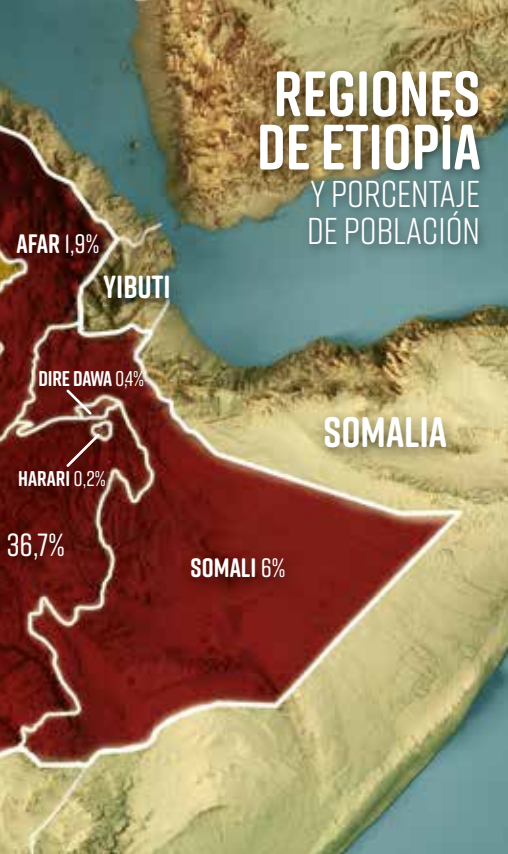 REGIONES
DE ETIOPÍA
Y PORCENTAJE
DE POBLACIÓN
AFAR 1,9%
YIBUTI
DIRE DAWA 0,4%
SOMALIA
HARARI 0,2%
36,7%
SOMALI 6%